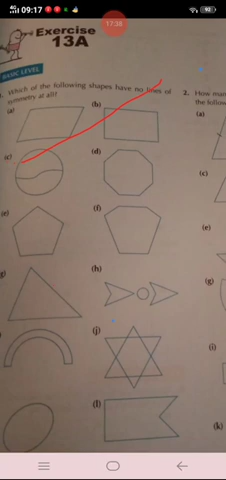 09:17
92
17:38
Exercise
13A
BASIC LEVEL
Which of the following shapes have no lines of
symmetry at all?
2. How man
the follow
(a)
(b)
(a)
(c)
(d)
(c)
(e)
(f)
(e)
(h)
(g)
(j)
(i)
(l)
(k)